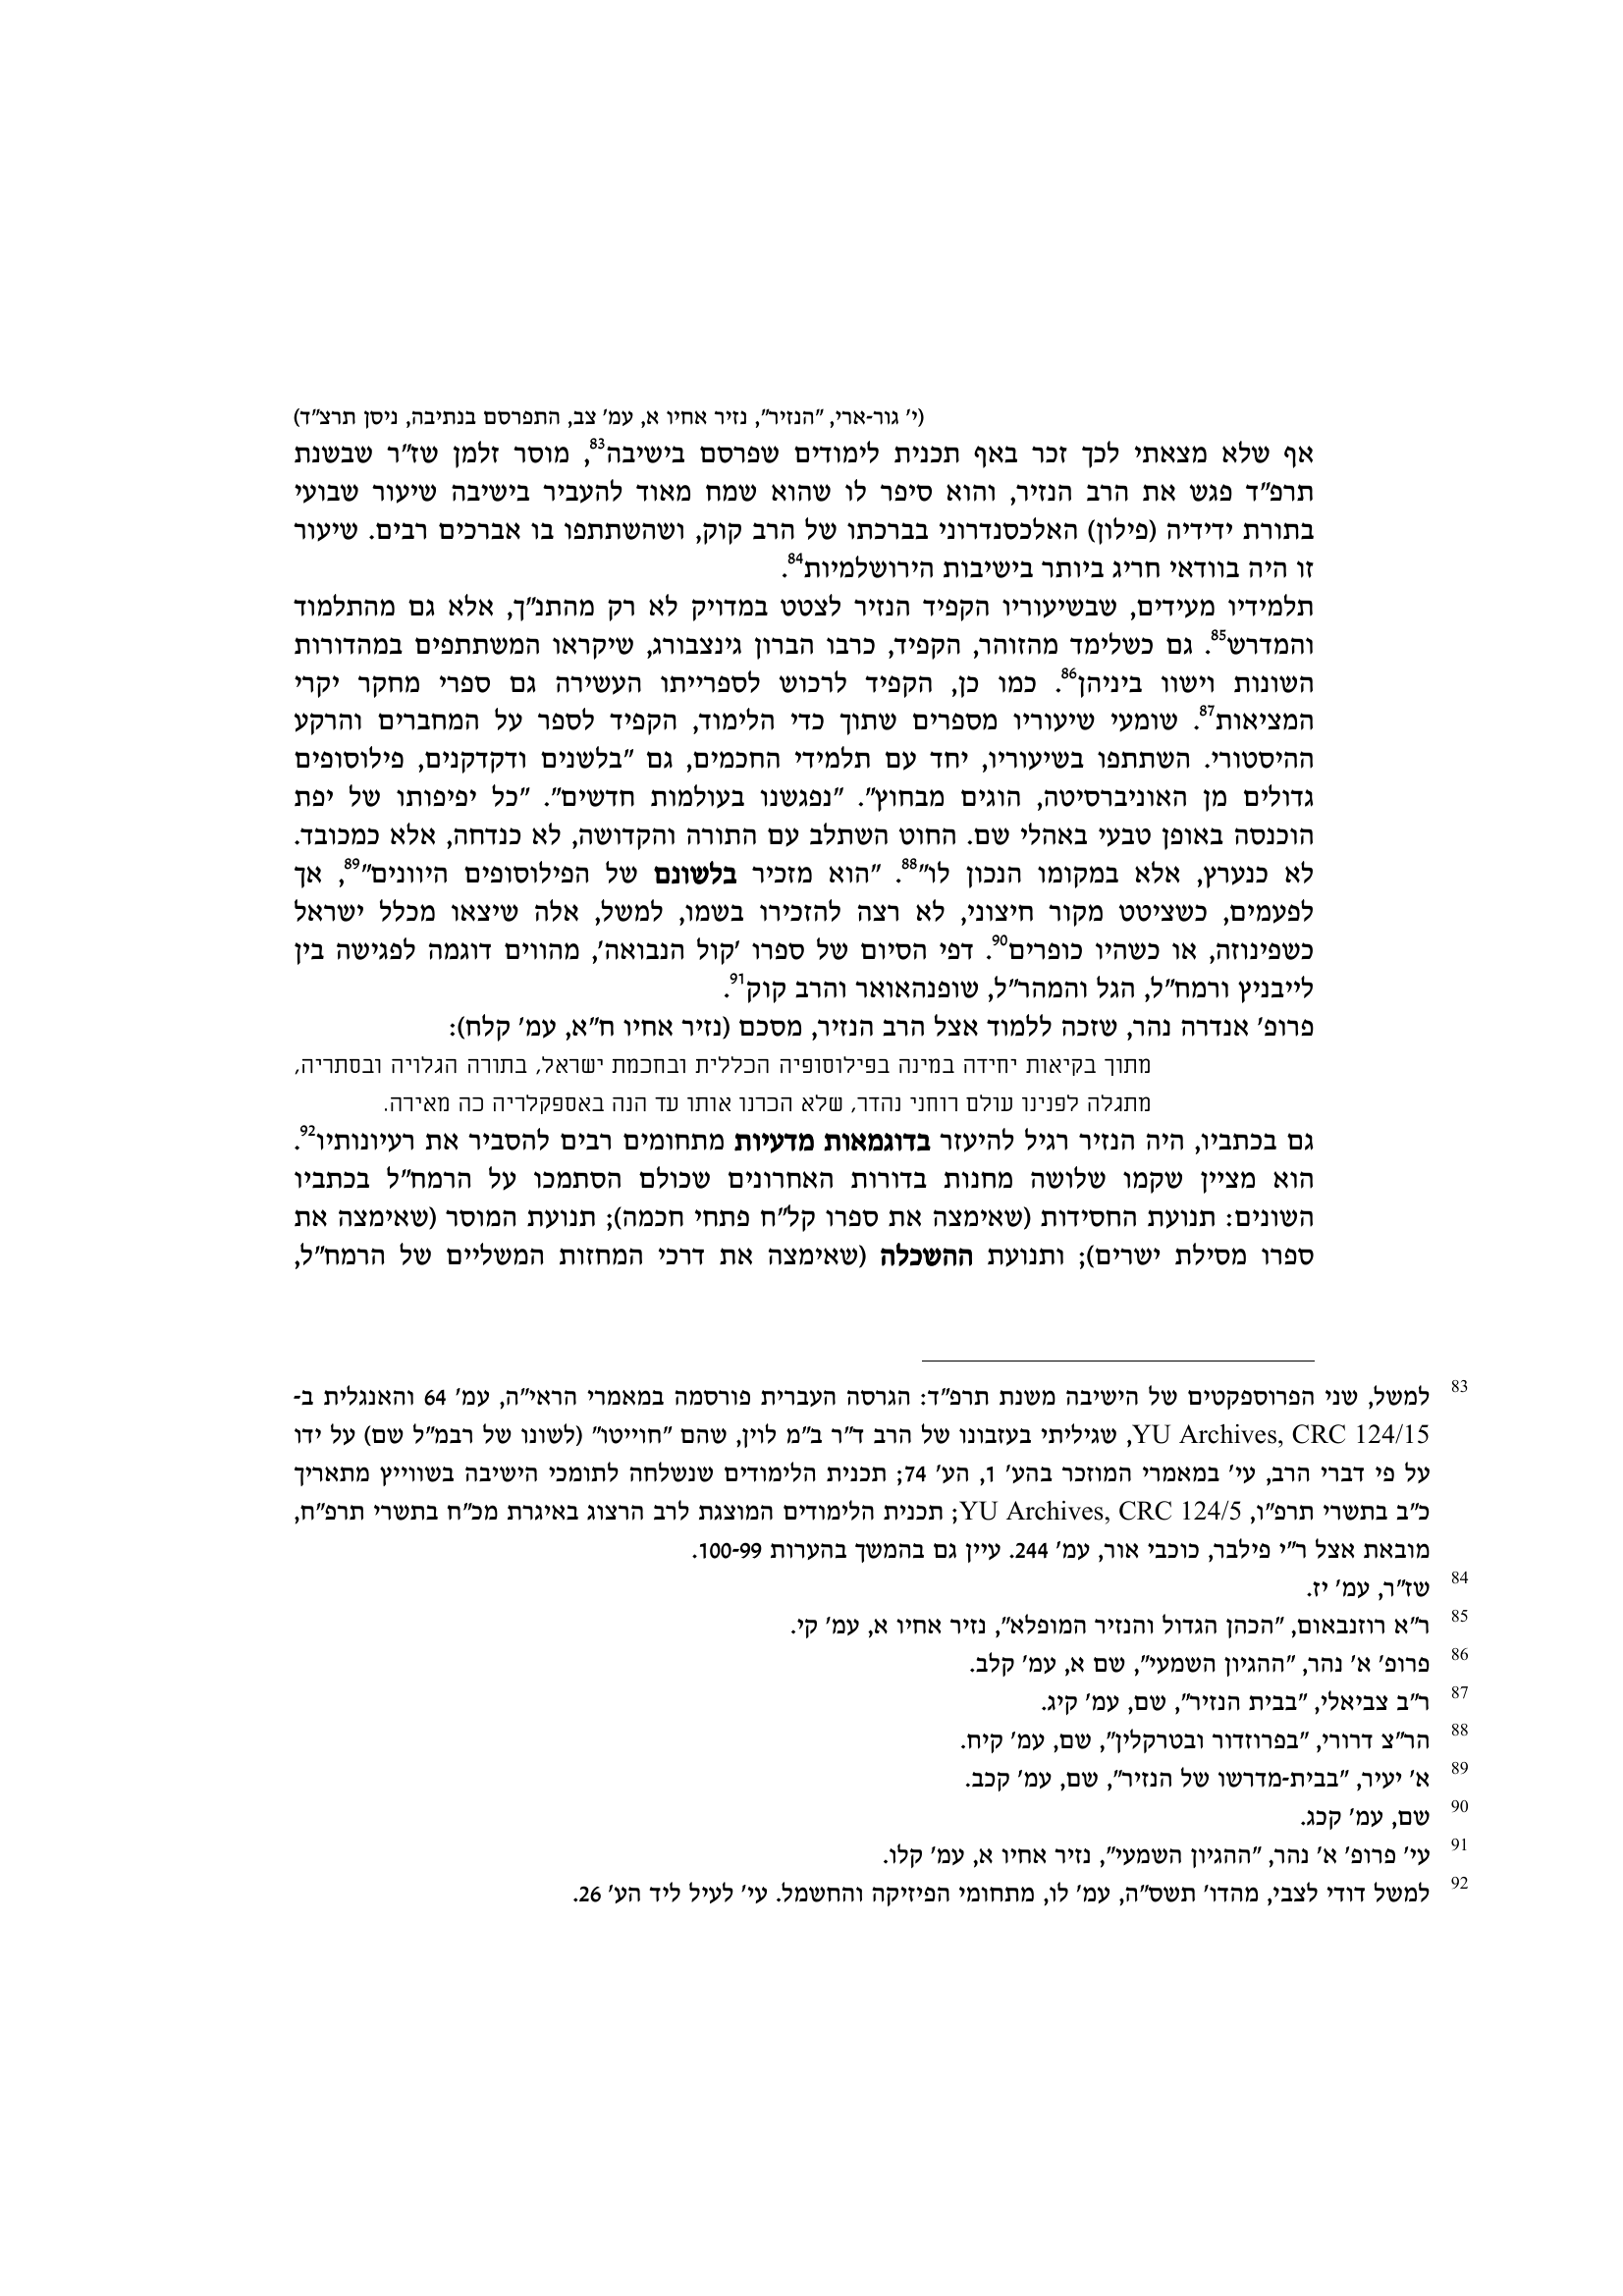 (י' גור-ארי, "הנזיר", נזיר אחיו א, עמ' צב, התפרסם בנתיבה, ניסן תרצ"ד)
אף שלא מצאתי לכך זכר באף תכנית לימודים שפרסם בישיבה83, מוסר זלמן שז"ר שבשנת
תרפ"ד פגש את הרב הנזיר, והוא סיפר לו שהוא שמח מאוד להעביר בישיבה שיעור שבועי
בתורת ידידיה (פילון) האלכסנדרוני בברכתו של הרב קוק, ושהשתתפו בו אברכים רבים. שיעור
זו היה בוודאי חריג ביותר בישיבות הירושלמיות84.
תלמידיו מעידים, שבשיעוריו הקפיד הנזיר לצטט במדויק לא רק מהתנ"ך, אלא גם מהתלמוד
והמדרש85. גם כשלימד מהזוהר, הקפיד, כרבו הברון גינצבורג, שיקראו המשתתפים במהדורות
השונות וישוו ביניהן86. כמו כן, הקפיד לרכוש לספרייתו העשירה גם ספרי מחקר יקרי
המציאות87. שומעי שיעוריו מספרים שתוך כדי הלימוד, הקפיד לספר על המחברים והרקע
ההיסטורי. השתתפו בשיעוריו, יחד עם תלמידי החכמים, גם "בלשנים ודקדקנים, פילוסופים
גדולים מן האוניברסיטה, הוגים מבחוץ". "נפגשנו בעולמות חדשים". "כל יפיפותו של יפת
הוכנסה באופן טבעי באהלי שם. החוט השתלב עם התורה והקדושה, לא כנדחה, אלא כמכובד.
לא כנערץ, אלא במקומו הנכון לו"88. "הוא מזכיר בלשונם של הפילוסופים היוונים"89, אך
לפעמים, כשציטט מקור חיצוני, לא רצה להזכירו בשמו, למשל, אלה שיצאו מכלל ישראל
כשפינוזה, או כשהיו כופרים90. דפי הסיום של ספרו 'קול הנבואה', מהווים דוגמה לפגישה בין
לייבניץ ורמח"ל, הגל והמהר"ל, שופנהאואר והרב קוק91.
פרופ' אנדרה נהר, שזכה ללמוד אצל הרב הנזיר, מסכם (נזיר אחיו ח"א, עמ' קלח):
מתוך בקיאות יחידה במינה בפילוסופיה הכללית ובחכמת ישראל, בתורה הגלויה ובסתריה,
מתגלה לפנינו עולם רוחני נהדר, שלא הכרנו אותו עד הנה באספקלריה כה מאירה.
גם בכתביו, היה הנזיר רגיל להיעזר בדוגמאות מדעיות מתחומים רבים להסביר את רעיונותיו92.
הוא מציין שקמו שלושה מחנות בדורות האחרונים שכולם הסתמכו על הרמח"ל בכתביו
השונים: תנועת החסידות (שאימצה את ספרו קל"ח פתחי חכמה); תנועת המוסר (שאימצה את
ספרו מסילת ישרים); ותנועת ההשכלה (שאימצה את דרכי המחזות המשליים של הרמח"ל,
83 למשל, שני הפרוספקטים של הישיבה משנת תרפ"ד: הגרסה העברית פורסמה במאמרי הראי"ה, עמ' 64 והאנגלית ב-
YU Archives, CRC 124/15, שגיליתי בעזבונו של הרב ד"ר ב"מ לוין, שהם "חוייטו" (לשונו של רבמ"ל שם) על ידו
על פי דברי הרב, עי' במאמרי המוזכר בהע' 1, הע' 74; תכנית הלימודים שנשלחה לתומכי הישיבה בשווייץ מתאריך
כ"ב בתשרי תרפ"ו, YU Archives, CRC 124/5; תכנית הלימודים המוצגת לרב הרצוג באיגרת מכ"ח בתשרי תרפ"ח,
מובאת אצל ר"י פילבר, כוכבי אור, עמ' 244. עיין גם בהמשך בהערות 100-99.
84 שז"ר, עמ' יז.
85 ר"א רוזנבאום, "הכהן הגדול והנזיר המופלא", נזיר אחיו א, עמ' קי.
86 פרופ' א' נהר, "ההגיון השמעי", שם א, עמ' קלב.
87 ר"ב צביאלי, "בבית הנזיר", שם, עמ' קיג.
88 הר"צ דרורי, "בפרוזדור ובטרקלין", שם, עמ' קיח.
89 א' יעיר, "בבית-מדרשו של הנזיר", שם, עמ' קכב.
90 שם, עמ' קכג.
91 עי' פרופ' א' נהר, "ההגיון השמעי", נזיר אחיו א, עמ' קלו.
92 למשל דודי לצבי, מהדו' תשס"ה, עמ' לו, מתחומי הפיזיקה והחשמל. עי' לעיל ליד הע' 26.